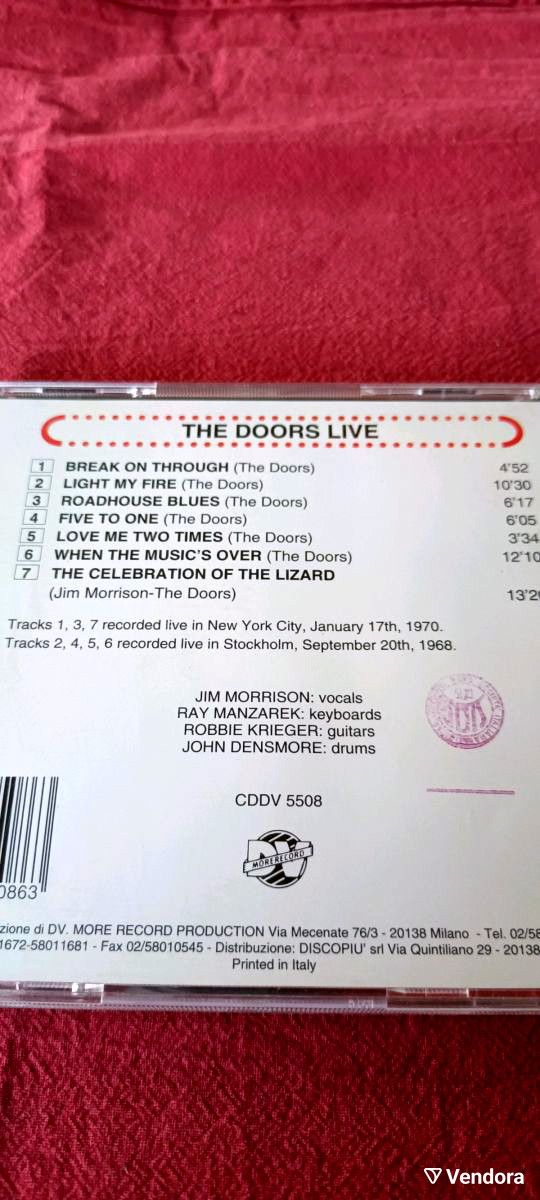 THE DOORS LIVE
1 BREAK ON THROUGH (The Doors) 4'52
2 LIGHT MY FIRE (The Doors) 10'30
3 ROADHOUSE BLUES (The Doors) 6'17
4 FIVE TO ONE (The Doors) 6'05
5 LOVE ME TWO TIMES (The Doors) 3'34
6 WHEN THE MUSIC'S OVER (The Doors) 12'10
7 THE CELEBRATION OF THE LIZARD
(Jim Morrison-The Doors) 13'2
Tracks 1, 3, 7 recorded live in New York City, January 17th, 1970.
Tracks 2, 4, 5, 6 recorded live in Stockholm, September 20th, 1968.
JIM MORRISON: vocals
RAY MANZAREK: keyboards
ROBBIE KRIEGER: guitars
JOHN DENSMORE: drums
CDDV 5508
DV
MORE RECORD
0863
zione di DV. MORE RECORD PRODUCTION Via Mecenate 76/3 - 20138 Milano - Tel. 02/58
1672-58011681 - Fax 02/58010545 - Distribuzione: DISCOPIU' srl Via Quintiliano 29 - 20138
Printed in Italy
Vendora